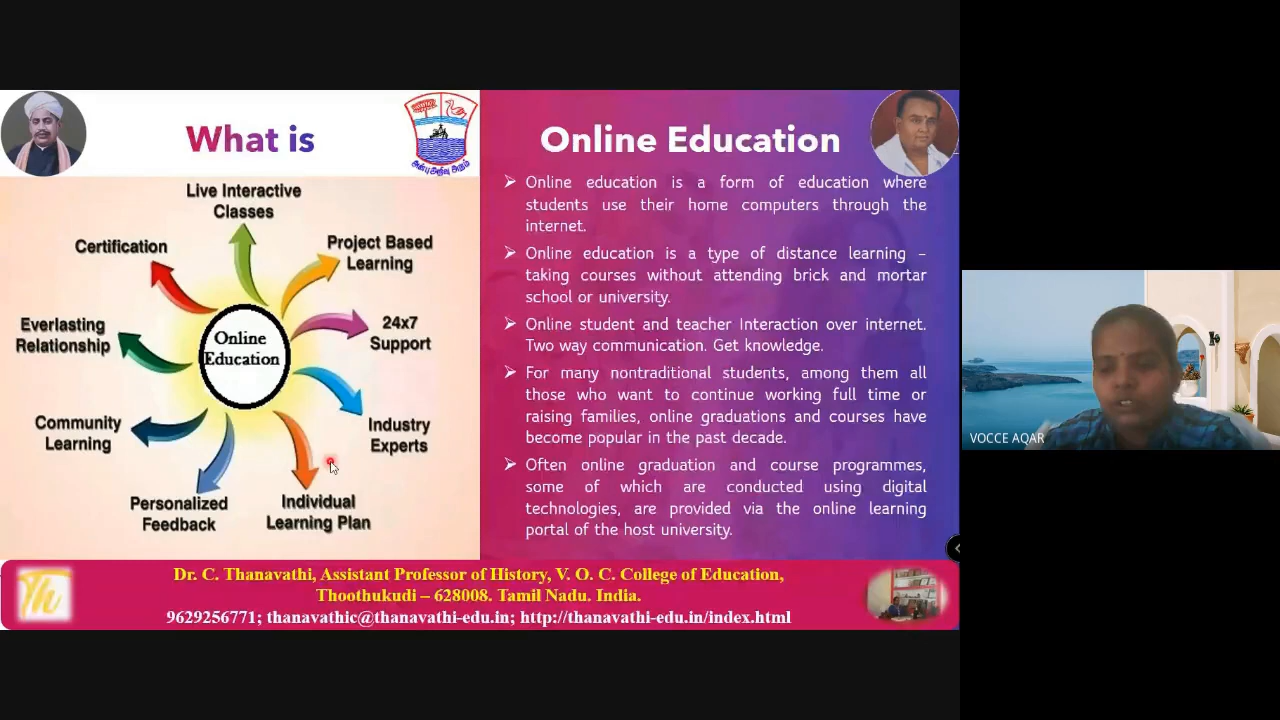 What is
அன்பு அறிவு அருள்
Live Interactive
Classes
Certification
Project Based
Learning
Everlasting
Relationship
Online
Education
24x7
Support
Community
Learning
Industry
Experts
Personalized
Feedback
Individual
Learning Plan
Online Education
Online education is a form of education where
students use their home computers through the
internet.
Online education is a type of distance learning –
taking courses without attending brick and mortar
school or university.
Online student and teacher Interaction over internet.
Two way communication. Get knowledge.
For many nontraditional students, among them all
those who want to continue working full time or
raising families, online graduations and courses have
become popular in the past decade.
Often online graduation and course programmes,
some of which are conducted using digital
technologies, are provided via the online learning
portal of the host university.
Th
Dr. C. Thanavathi, Assistant Professor of History, V. O. C. College of Education,
Thoothukudi – 628008. Tamil Nadu. India.
9629256771; thanavathic@thanavathi-edu.in; http://thanavathi-edu.in/index.html
VOCCE AQAR